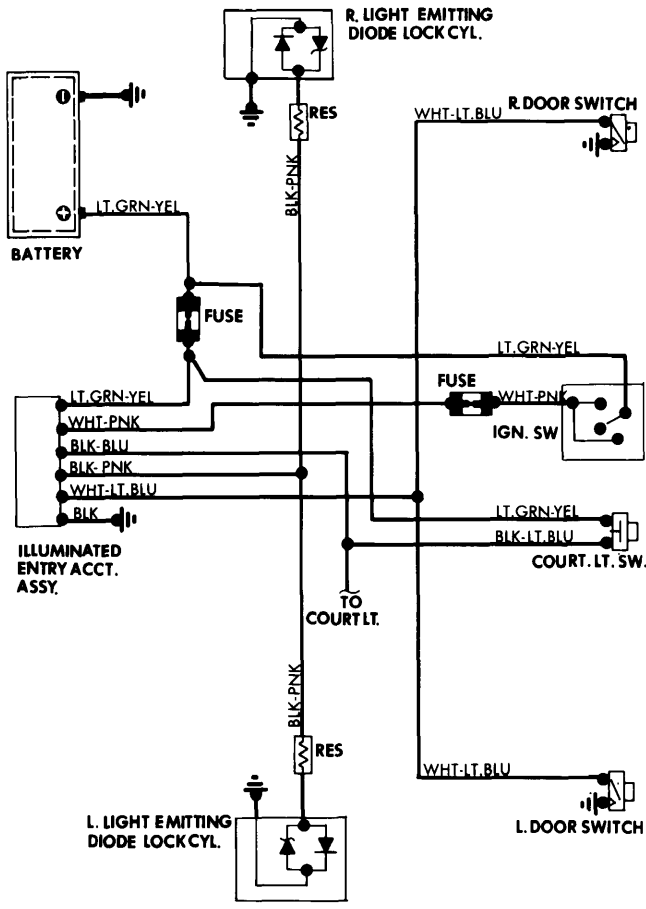 R. LIGHT EMITTING
DIODE LOCK CYL.
RES
BLK-PNK
WHT-LT.BLU
R. DOOR SWITCH
LT.GRN-YEL
BATTERY
FUSE
LT.GRN-YEL
FUSE
WHT-PNK
IGN. SW
LT.GRN-YEL
WHT-PNK
BLK-BLU
BLK-PNK
WHT-LT.BLU
BLK
ILLUMINATED
ENTRY ACCT.
ASSY.
LT.GRN-YEL
BLK-LT.BLU
COURT. LT. SW.
TO
COURT LT.
BLK-PNK
RES
WHT-LT.BLU
L. LIGHT EMITTING
DIODE LOCK CYL.
L. DOOR SWITCH